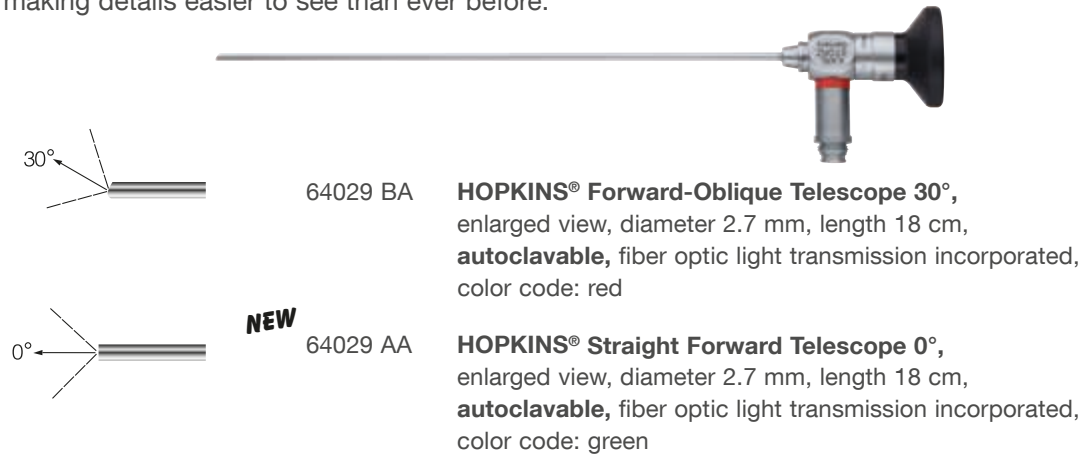 making details easier to see than ever before.
30°
64029 BA HOPKINS® Forward-Oblique Telescope 30°,
enlarged view, diameter 2.7 mm, length 18 cm,
autoclavable, fiber optic light transmission incorporated,
color code: red
NEW
0°
64029 AA HOPKINS® Straight Forward Telescope 0°,
enlarged view, diameter 2.7 mm, length 18 cm,
autoclavable, fiber optic light transmission incorporated,
color code: green